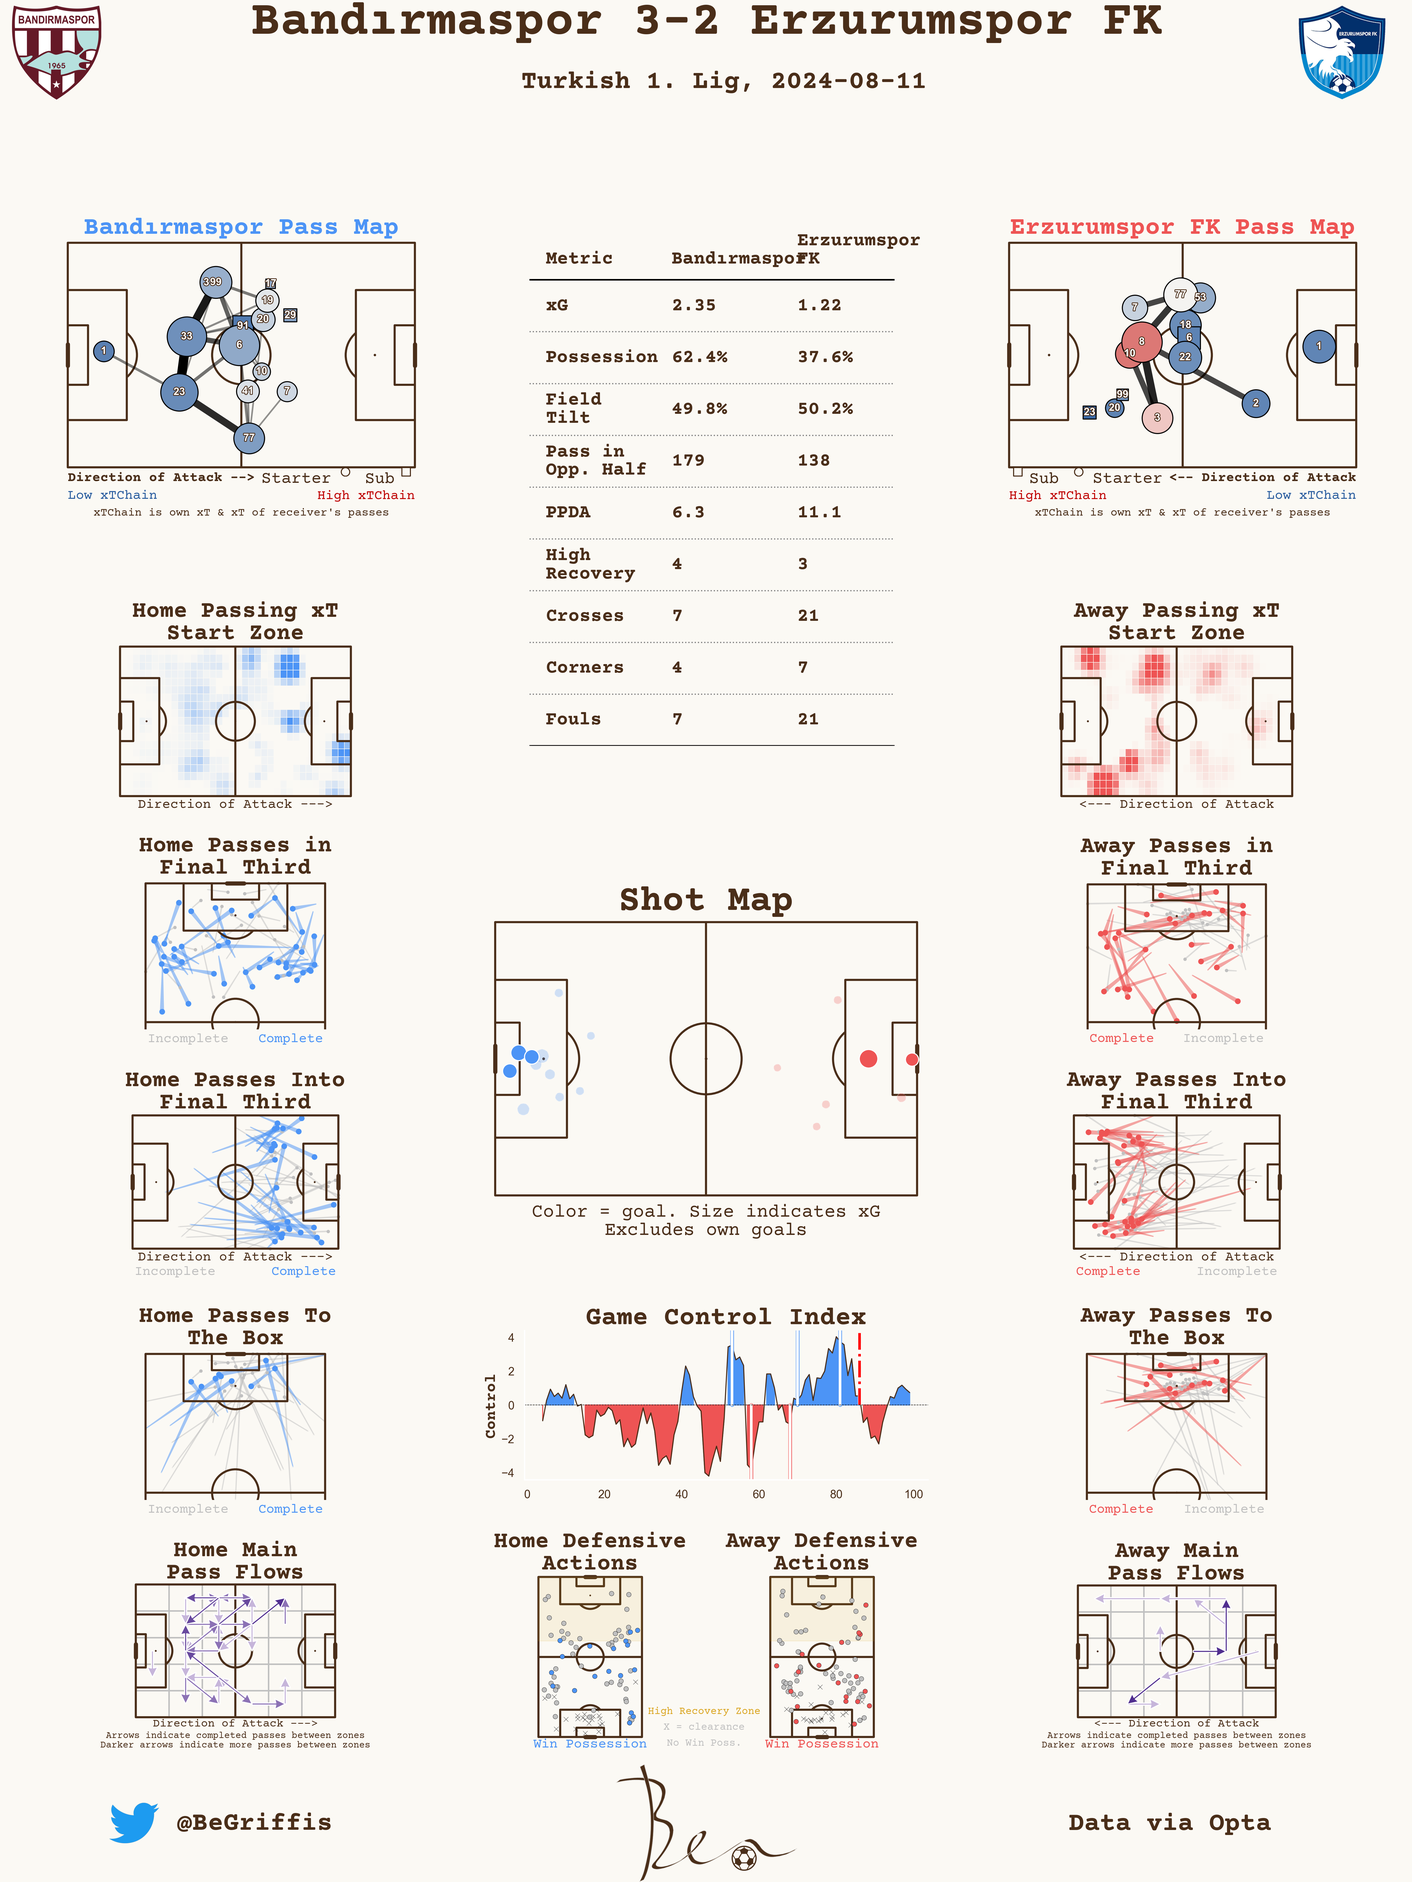 Bandırmaspor 3-2 Erzurumspor FK
Turkish 1. Lig, 2024-08-11
BANDIRMASPOR
1965
ERZURUMSPOR FK
Bandırmaspor Pass Map
399
17
19
29
20
91
33
6
1
10
23
41
7
77
Direction of Attack --> Starter Sub
Low xTChain High xTChain
xTChain is own xT & xT of receiver's passes
Metric Bandırmaspor Erzurumspor FK
xG 2.35 1.22
Possession 62.4% 37.6%
Field Tilt 49.8% 50.2%
Pass in Opp. Half 179 138
PPDA 6.3 11.1
High Recovery 4 3
Crosses 7 21
Corners 4 7
Fouls 7 21
Erzurumspor FK Pass Map
77
53
7
18
6
8
10
22
1
99
23
20
2
3
Sub Starter <-- Direction of Attack
High xTChain Low xTChain
xTChain is own xT & xT of receiver's passes
Home Passing xT
Start Zone
Direction of Attack --->
Away Passing xT
Start Zone
<--- Direction of Attack
Home Passes in
Final Third
Incomplete Complete
Away Passes in
Final Third
Complete Incomplete
Shot Map
Color = goal. Size indicates xG
Excludes own goals
Home Passes Into
Final Third
Direction of Attack --->
Incomplete Complete
Away Passes Into
Final Third
<--- Direction of Attack
Complete Incomplete
Home Passes To
The Box
Incomplete Complete
Game Control Index
Control
4
2
0
−2
−4
0 20 40 60 80 100
Away Passes To
The Box
Complete Incomplete
Home Main
Pass Flows
Direction of Attack --->
Arrows indicate completed passes between zones
Darker arrows indicate more passes between zones
Home Defensive
Actions
Win Possession
High Recovery Zone
X = clearance
No Win Poss.
Away Defensive
Actions
Win Possession
Away Main
Pass Flows
<--- Direction of Attack
Arrows indicate completed passes between zones
Darker arrows indicate more passes between zones
@BeGriffis
Ben
Data via Opta